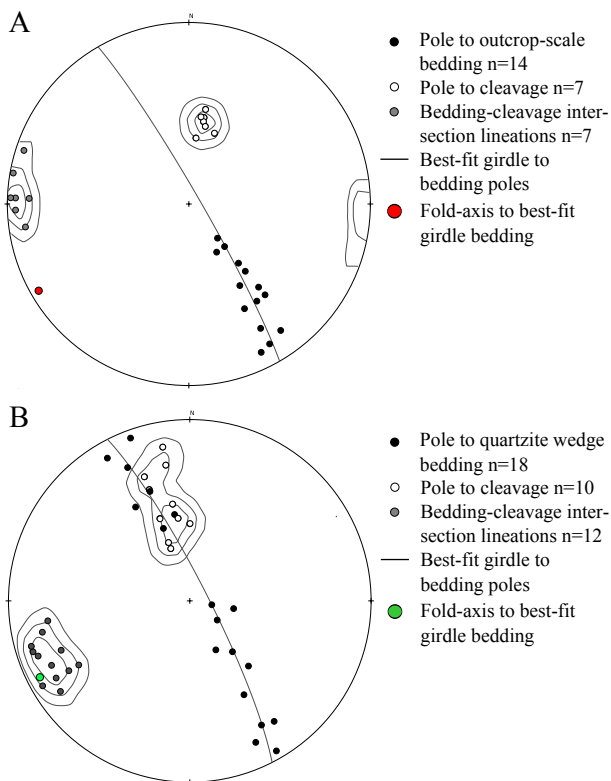 A
N
Pole to outcrop-scale
bedding n=14
Pole to cleavage n=7
Bedding-cleavage inter-
section lineations n=7
Best-fit girdle to
bedding poles
Fold-axis to best-fit
girdle bedding
B
N
Pole to quartzite wedge
bedding n=18
Pole to cleavage n=10
Bedding-cleavage inter-
section lineations n=12
Best-fit girdle to
bedding poles
Fold-axis to best-fit
girdle bedding